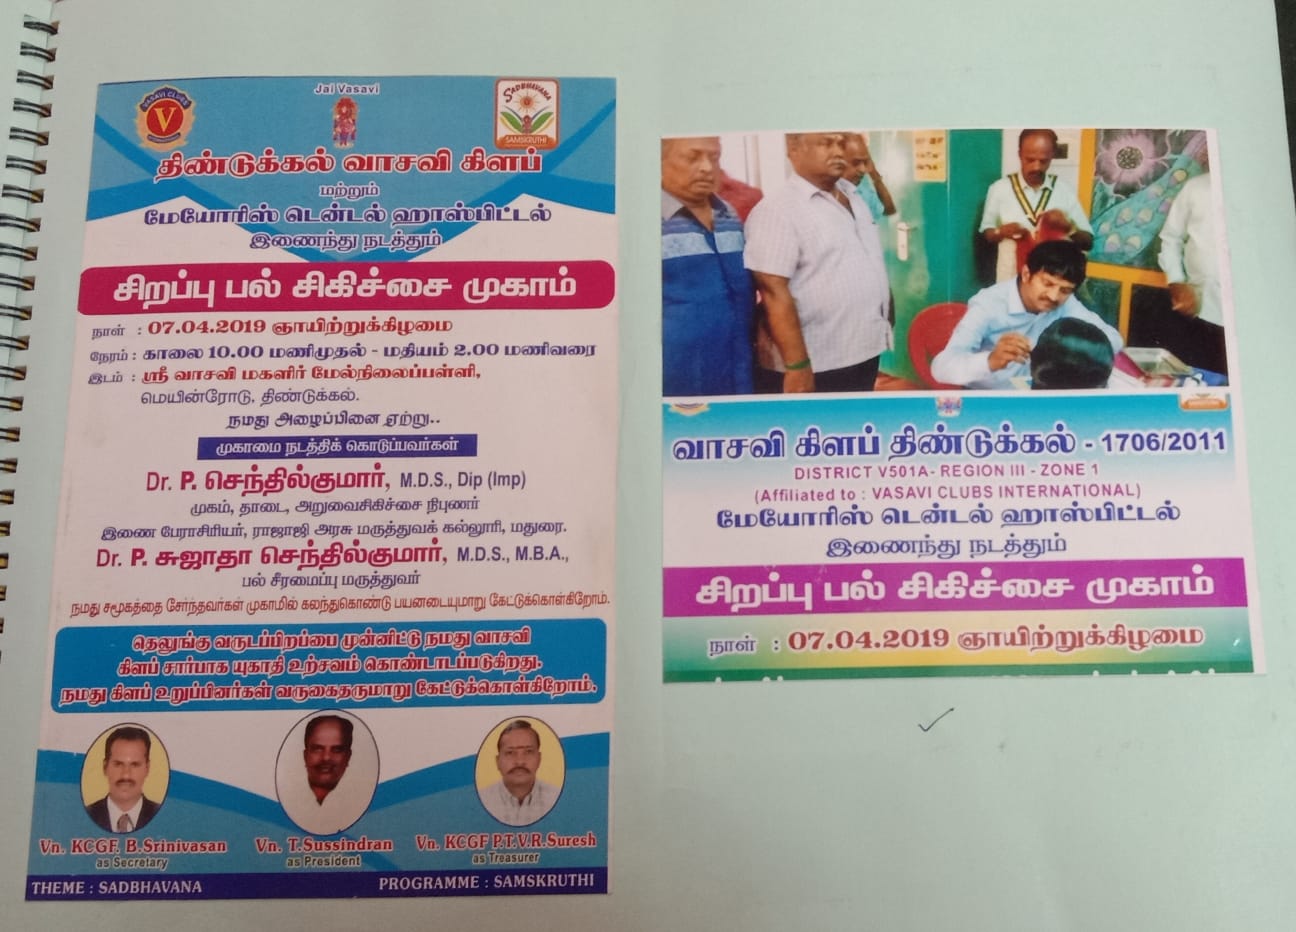 Jai Vasavi
VASAVI CLUBS
V
INTERNATIONAL
SADBHAVANA
SAMSKRUTHI
திண்டுக்கல் வாசவி கிளப்
மற்றும்
மேயோரிஸ் டென்டல் ஹாஸ்பிட்டல்
இணைந்து நடத்தும்
சிறப்பு பல் சிகிச்சை முகாம்
நாள் : 07.04.2019 ஞாயிற்றுக்கிழமை
நேரம் : காலை 10.00 மணிமுதல் - மதியம் 2.00 மணிவரை
இடம் : ஸ்ரீ வாசவி மகளிர் மேல்நிலைப்பள்ளி,
மெயின்ரோடு, திண்டுக்கல்.
நமது அழைப்பினை ஏற்று..
முகாமை நடத்திக் கொடுப்பவர்கள்
Dr. P. செந்தில்குமார், M.D.S., Dip (Imp)
முகம், தாடை, அறுவைசிகிச்சை நிபுணர்
இணை பேராசிரியர், ராஜாஜி அரசு மருத்துவக் கல்லூரி, மதுரை.
Dr. P. சுஜாதா செந்தில்குமார், M.D.S., M.B.A.,
பல் சீரமைப்பு மருத்துவர்
நமது சமூகத்தை சேர்ந்தவர்கள் முகாமில் கலந்துகொண்டு பயனடையுமாறு கேட்டுக்கொள்கிறோம்.
தெலுங்கு வருடப்பிறப்பை முன்னிட்டு நமது வாசவி
கிளப் சார்பாக யுகாதி உற்சவம் கொண்டாடப்படுகிறது.
நமது கிளப் உறுப்பினர்கள் வருகைதருமாறு கேட்டுக்கொள்கிறோம்.
Vn. KCGF. B.Srinivasan
as Secretary
Vn. T.Sussindran
as President
Vn. KCGF P.T.V.R.Suresh
as Treasurer
THEME : SADBHAVANA
PROGRAMME : SAMSKRUTHI
வாசவி கிளப் திண்டுக்கல் - 1706/2011
DISTRICT V501A- REGION III - ZONE 1
(Affiliated to : VASAVI CLUBS INTERNATIONAL)
மேயோரிஸ் டென்டல் ஹாஸ்பிட்டல்
இணைந்து நடத்தும்
சிறப்பு பல் சிகிச்சை முகாம்
நாள் : 07.04.2019 ஞாயிற்றுக்கிழமை